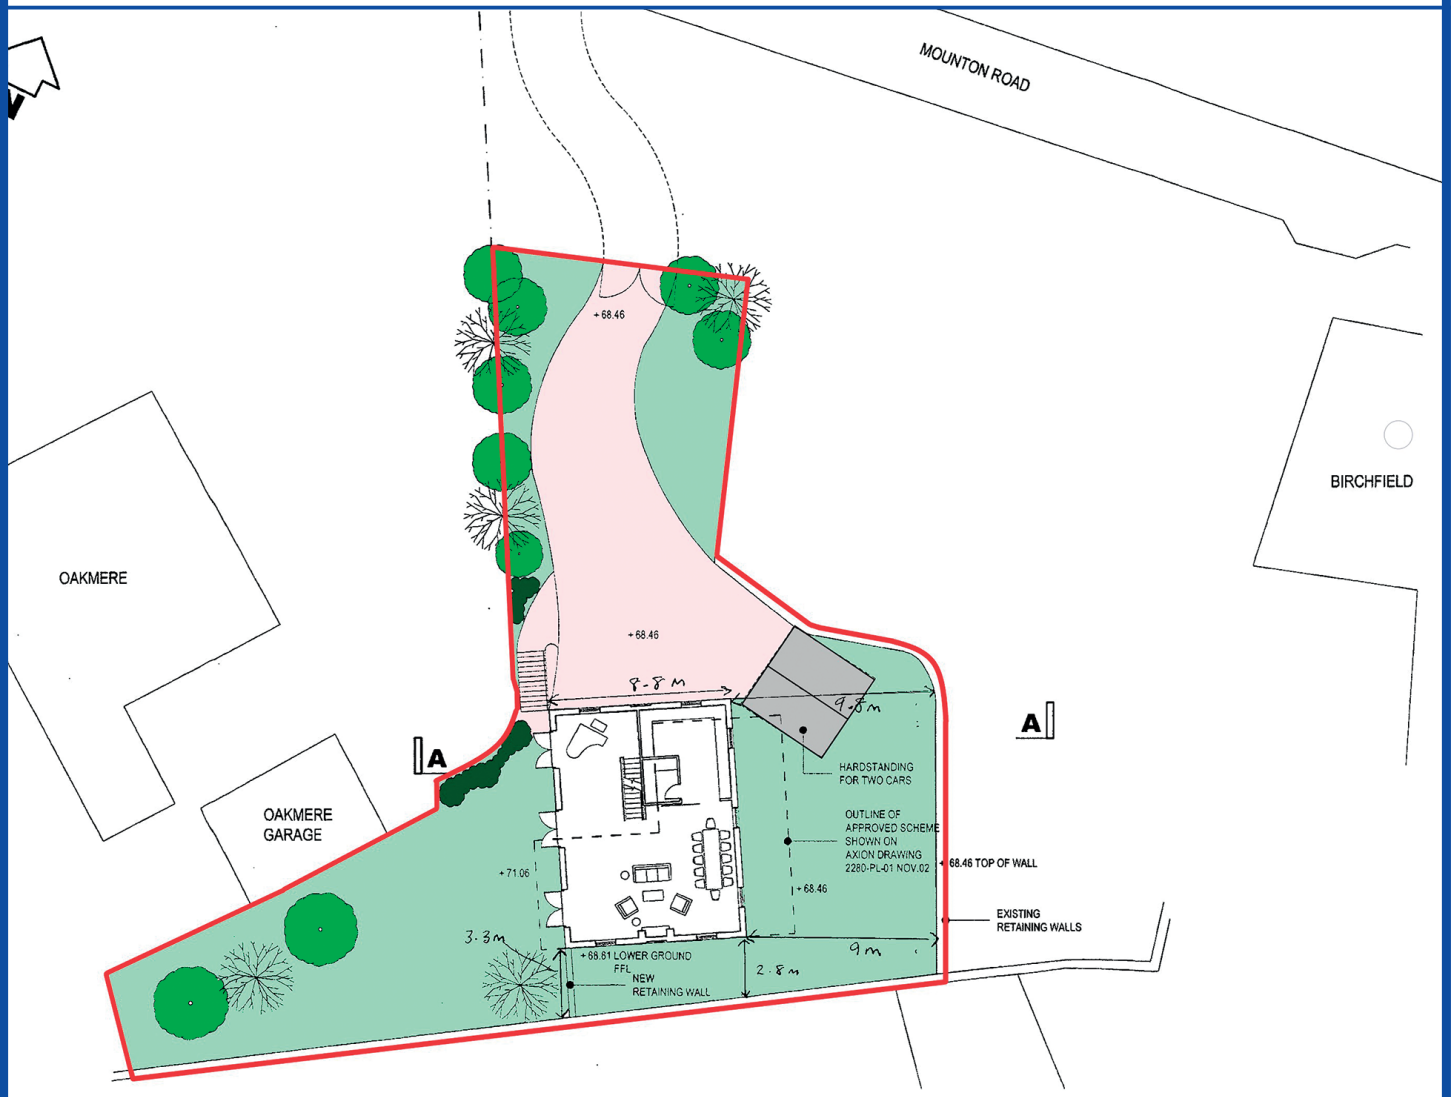 MOUNTON ROAD
+ 68.46
BIRCHFIELD
OAKMERE
+ 68.46
8.8 M
9.8m
A
A
HARDSTANDING
FOR TWO CARS
OAKMERE
GARAGE
OUTLINE OF
APPROVED SCHEME
SHOWN ON
AXION DRAWING
2280-PL-01 NOV.02
+ 68.46 TOP OF WALL
+ 71.06
+ 68.46
EXISTING
RETAINING WALLS
3.3m
9m
+ 68.61 LOWER GROUND
FFL
NEW
RETAINING WALL
2.8m